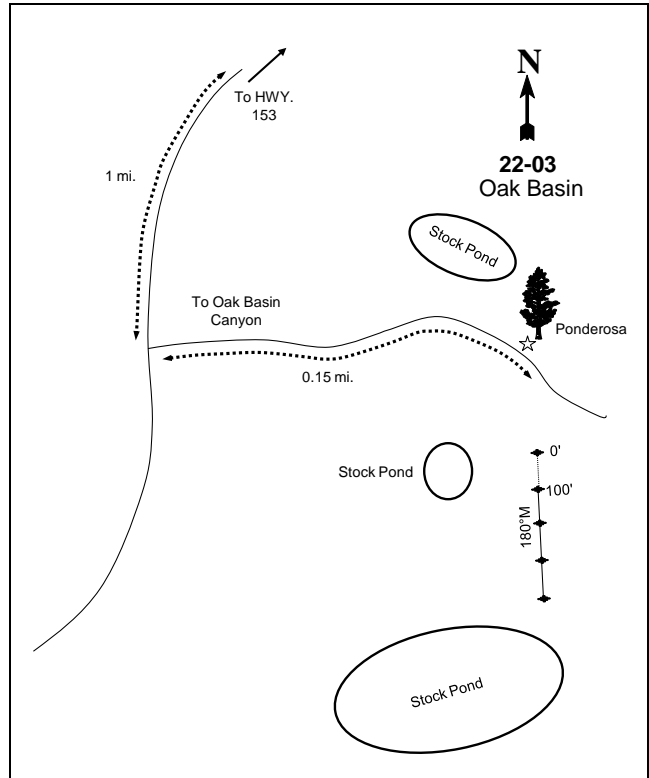 To HWY.
153
N
1 mi.
22-03
Oak Basin
Stock Pond
To Oak Basin
Canyon
Ponderosa
0.15 mi.
0'
Stock Pond
100'
180°M
Stock Pond